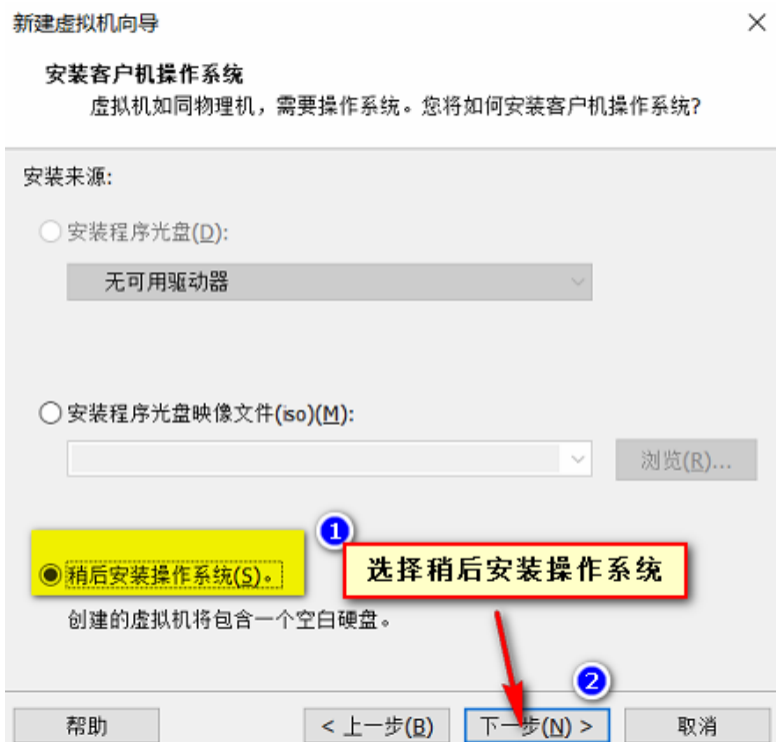 新建虚拟机向导
安装客户机操作系统
虚拟机如同物理机，需要操作系统。您将如何安装客户机操作系统?
安装来源:
安装程序光盘(D):
无可用驱动器
安装程序光盘映像文件(iso)(M):
浏览(R)...
1
稍后安装操作系统(S)。
选择稍后安装操作系统
创建的虚拟机将包含一个空白硬盘。
2
帮助
< 上一步(B)
下一步(N) >
取消